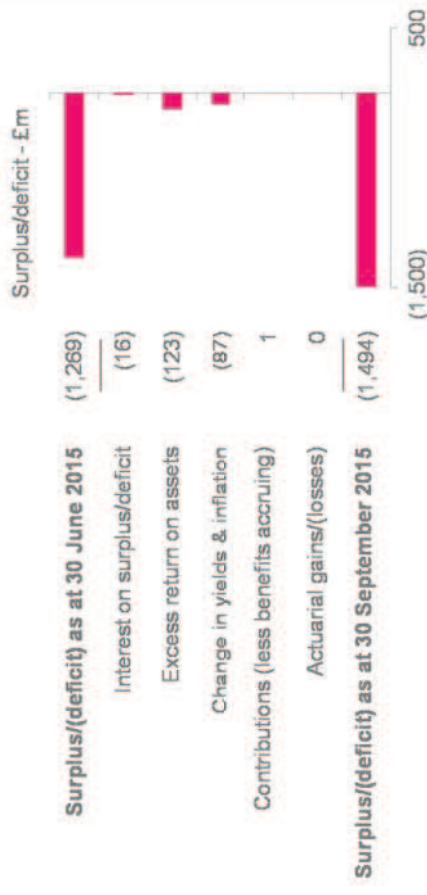 Surplus/deficit - £m
Surplus/(deficit) as at 30 June 2015 (1,269)
Interest on surplus/deficit (16)
Excess return on assets (123)
Change in yields & inflation (87)
Contributions (less benefits accruing) 1
Actuarial gains/(losses) 0
Surplus/(deficit) as at 30 September 2015 (1,494)
(1,500) 500